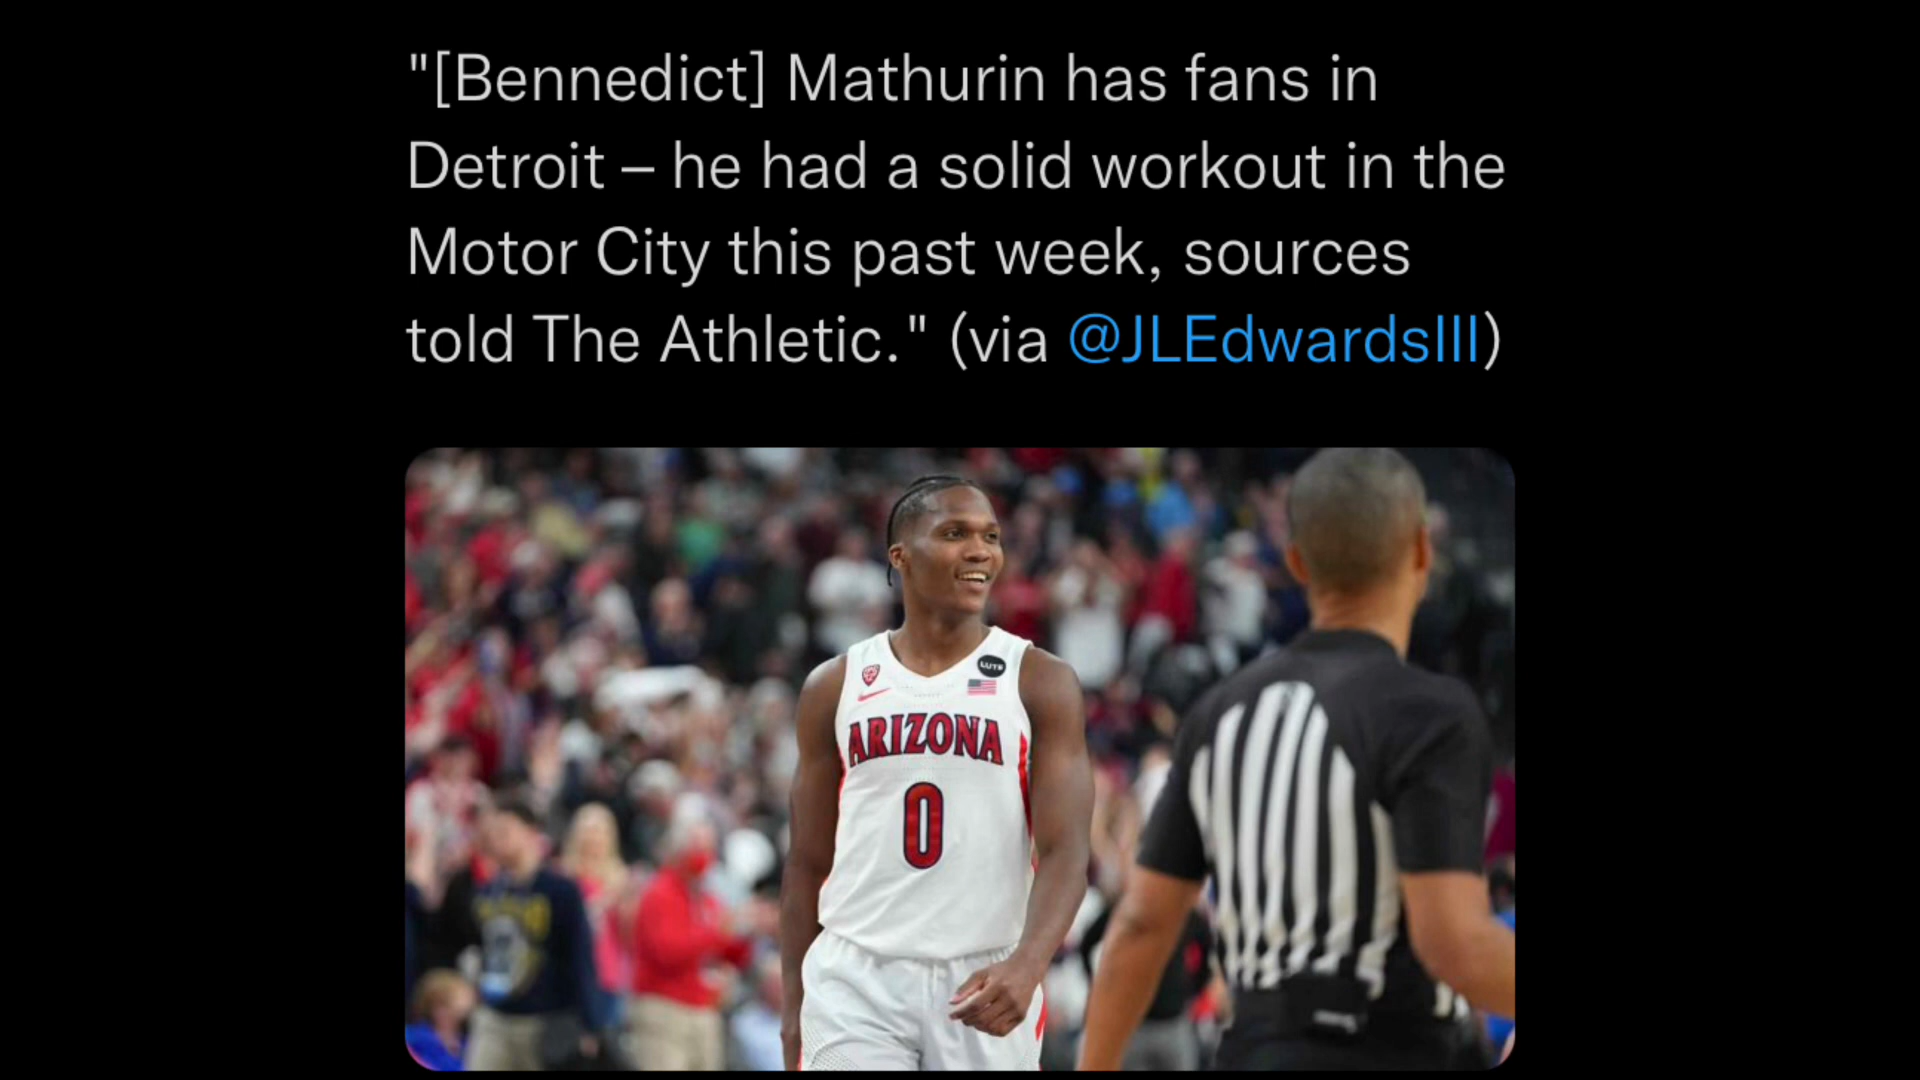 "[Bennedict] Mathurin has fans in
Detroit – he had a solid workout in the
Motor City this past week, sources
told The Athletic." (via @JLEdwardsIII)
LUTE
ARIZONA
0